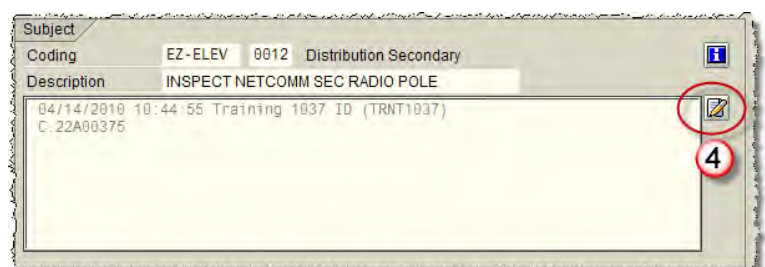 Subject
Coding EZ-ELEV 0012 Distribution Secondary
Description INSPECT NETCOMM SEC RADIO POLE
04/14/2010 10:44:55 Training 1037 ID (TRNT1037)
C.22A00375
4